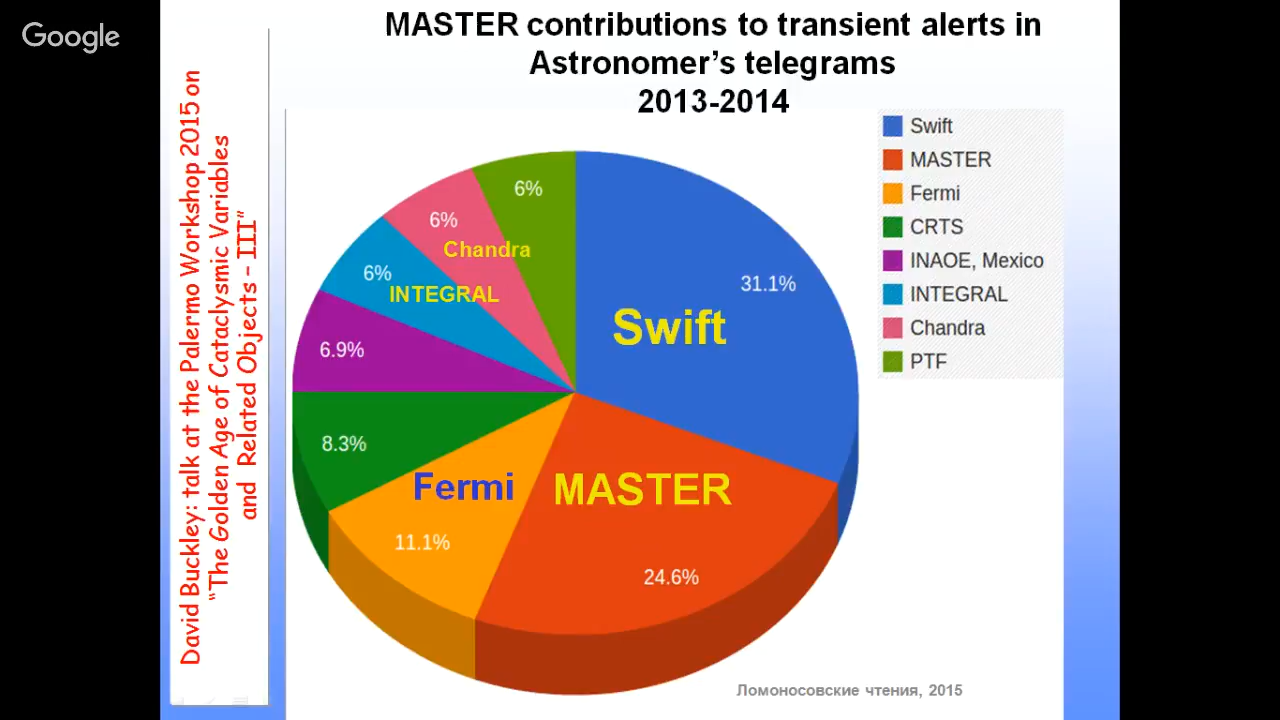 Google
MASTER contributions to transient alerts in
Astronomer's telegrams
2013-2014
David Buckley: talk at the Palermo Workshop 2015 on
"The Golden Age of Cataclysmic Variables
and Related Objects – III"
Swift
MASTER
Fermi
CRTS
INAOE, Mexico
INTEGRAL
Chandra
PTF
6%
6%
Chandra
6%
INTEGRAL
31.1%
Swift
6.9%
8.3%
Fermi
MASTER
11.1%
24.6%
Ломоносовские чтения, 2015